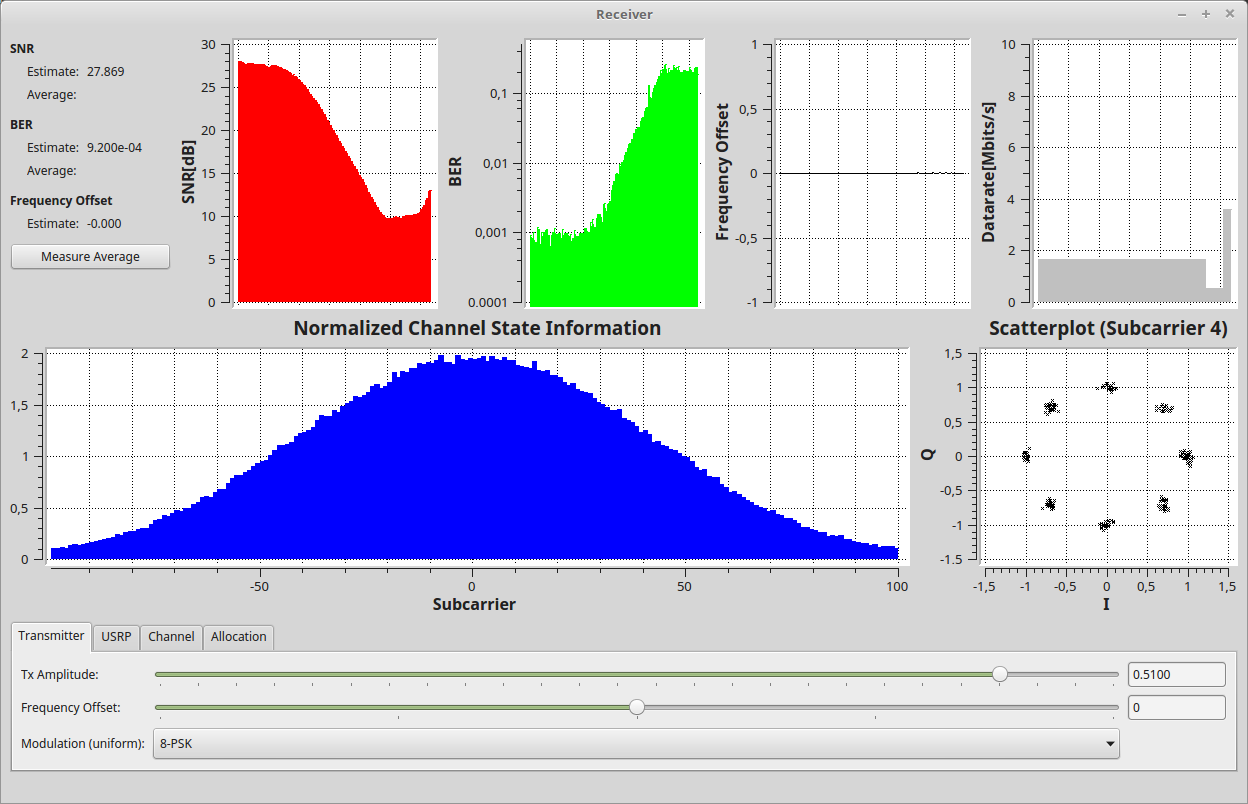 Receiver
SNR
Estimate: 27.869
Average:
BER
Estimate: 9.200e-04
Average:
Frequency Offset
Estimate: -0.000
Measure Average
SNR[dB]
30
25
20
15
10
5
0
BER
0,1
0,01
0,001
0.0001
Frequency Offset
1
0,5
0
-0,5
-1
Datarate[Mbits/s]
10
8
6
4
2
0
Normalized Channel State Information
2
1,5
1
0,5
0
-50 0 50 100
Subcarrier
Scatterplot (Subcarrier 4)
Q
1,5
1
0,5
0
-0,5
-1
-1.5
-1,5 -1 -0,5 0 0,5 1 1,5
I
Transmitter USRP Channel Allocation
Tx Amplitude: 0.5100
Frequency Offset: 0
Modulation (uniform): 8-PSK